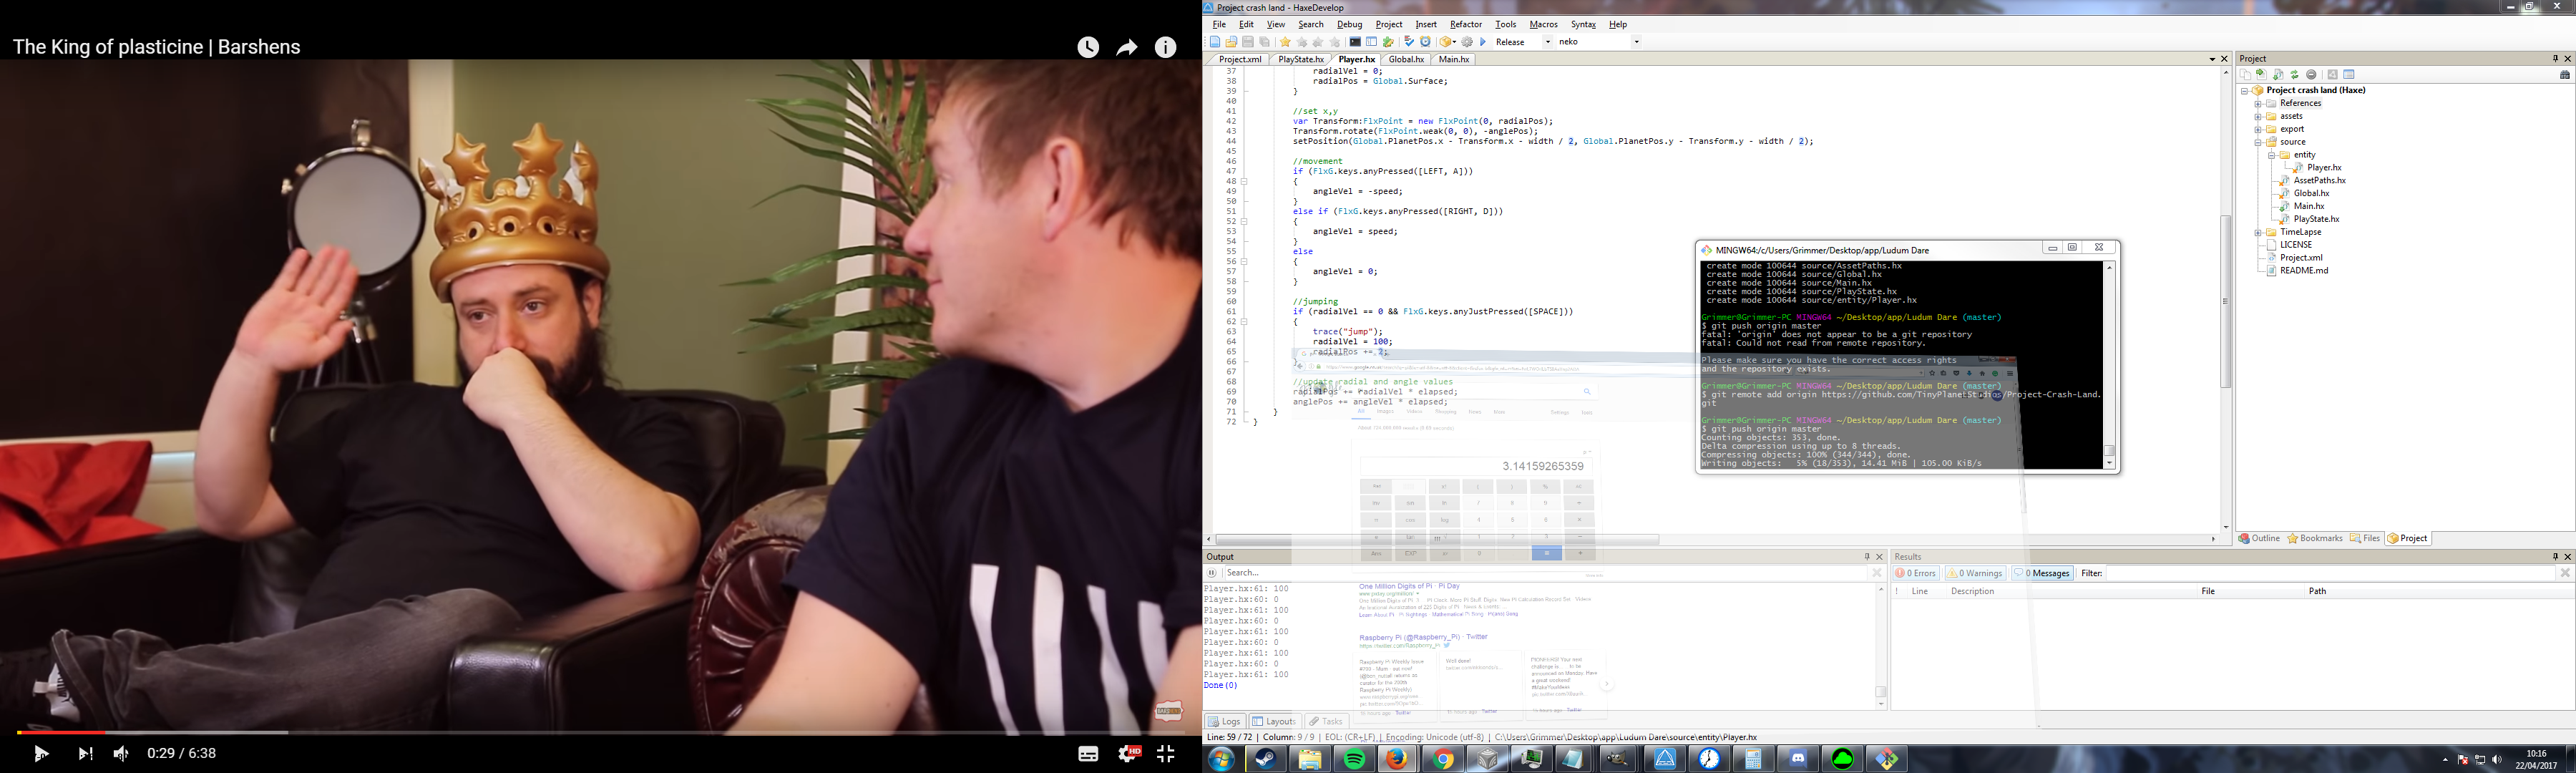 The King of plasticine | Barshens
0:29 / 6:38
HD
Project crash land - HaxeDevelop
File Edit View Search Debug Project Insert Refactor Tools Macros Syntax Help
Release neko
Project.xml PlayState.hx Player.hx Global.hx Main.hx
37 radialVel = 0;
38 radialPos = Global.Surface;
39 }
40
41 //set x,y
42 var Transform:FlxPoint = new FlxPoint(0, radialPos);
43 Transform.rotate(FlxPoint.weak(0, 0), -anglePos);
44 setPosition(Global.PlanetPos.x - Transform.x - width / 2, Global.PlanetPos.y - Transform.y - width / 2);
45
46 //movement
47 if (FlxG.keys.anyPressed([LEFT, A]))
48 {
49 angleVel = -speed;
50 }
51 else if (FlxG.keys.anyPressed([RIGHT, D]))
52 {
53 angleVel = speed;
54 }
55 else
56 {
57 angleVel = 0;
58 }
59
60 //jumping
61 if (radialVel == 0 && FlxG.keys.anyJustPressed([SPACE]))
62 {
63 trace("jump");
64 radialVel = 100;
65 radialPos += 2;
66 }
67
68 //update radial and angle values
69 radialPos += radialVel * elapsed;
70 anglePos += angleVel * elapsed;
71 }
72 }
3.14159265359
One Million Digits of Pi - Pi Day
Raspberry Pi (@Raspberry_Pi) · Twitter
MINGW64:/c/Users/Grimmer/Desktop/app/Ludum Dare
create mode 100644 source/AssetPaths.hx
create mode 100644 source/Global.hx
create mode 100644 source/Main.hx
create mode 100644 source/PlayState.hx
create mode 100644 source/entity/Player.hx
Grimmer@Grimmer-PC MINGW64 ~/Desktop/app/Ludum Dare (master)
$ git push origin master
fatal: 'origin' does not appear to be a git repository
fatal: Could not read from remote repository.
Please make sure you have the correct access rights
and the repository exists.
Grimmer@Grimmer-PC MINGW64 ~/Desktop/app/Ludum Dare (master)
$ git remote add origin https://github.com/TinyPlanetStudios/Project-Crash-Land.
git
Grimmer@Grimmer-PC MINGW64 ~/Desktop/app/Ludum Dare (master)
$ git push origin master
Counting objects: 353, done.
Delta compression using up to 8 threads.
Compressing objects: 100% (344/344), done.
Writing objects: 5% (18/353), 14.41 MiB | 105.00 KiB/s
Project
Project crash land (Haxe)
References
assets
export
source
entity
Player.hx
AssetPaths.hx
Global.hx
Main.hx
PlayState.hx
TimeLapse
LICENSE
Project.xml
README.md
Outline Bookmarks Files Project
Output
Search...
Player.hx:61: 100
Player.hx:60: 0
Player.hx:61: 100
Player.hx:60: 0
Player.hx:61: 100
Player.hx:60: 0
Player.hx:61: 100
Player.hx:60: 0
Player.hx:61: 100
Done(0)
Logs Layouts Tasks
Results
0 Errors 0 Warnings 0 Messages Filter:
! Line Description File Path
Line: 59 / 72 | Column: 9 / 9 | EOL: (CR+LF) | Encoding: Unicode (utf-8) | C:\Users\Grimmer\Desktop\app\Ludum Dare\source\entity\Player.hx
10:16
22/04/2017